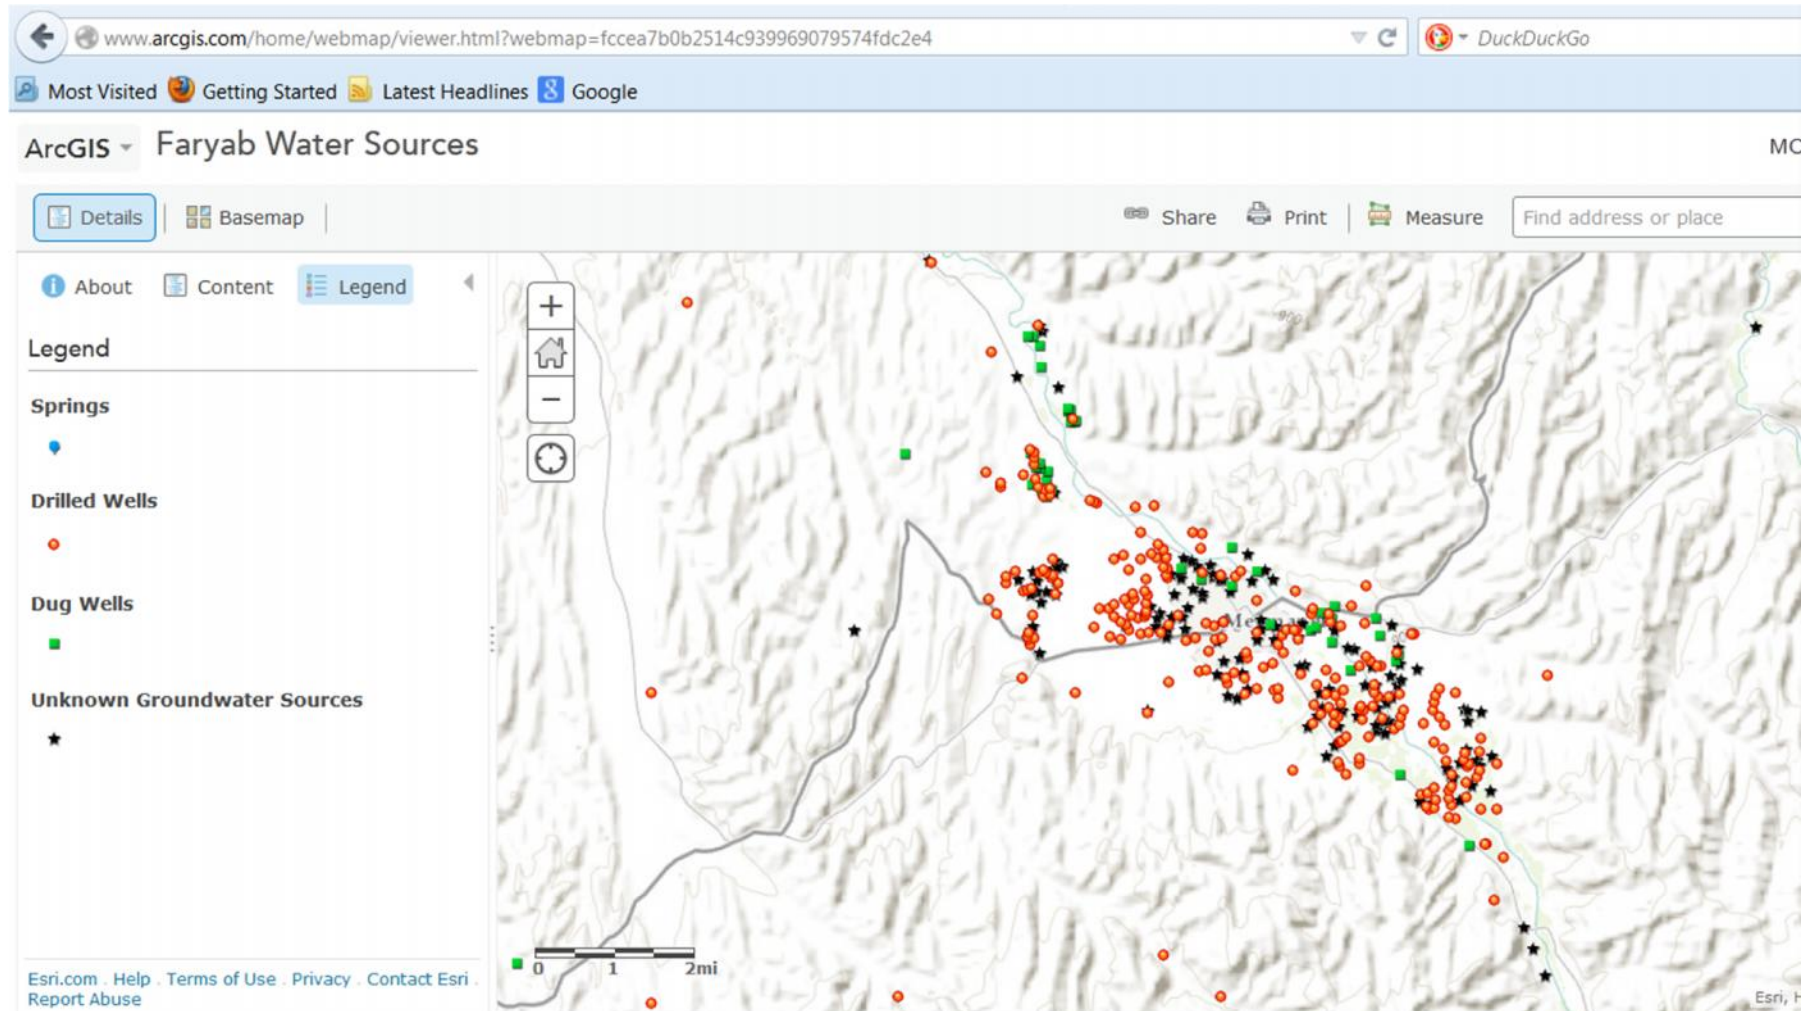 www.arcgis.com/home/webmap/viewer.html?webmap=fccea7b0b2514c939969079574fdc2e4
DuckDuckGo
Most Visited Getting Started Latest Headlines Google
ArcGIS Faryab Water Sources
Details Basemap Share Print Measure Find address or place
About Content Legend
Legend
Springs
Drilled Wells
Dug Wells
Unknown Groundwater Sources
900
0 1 2mi
Esri.com . Help . Terms of Use . Privacy . Contact Esri .
Report Abuse
Esri,